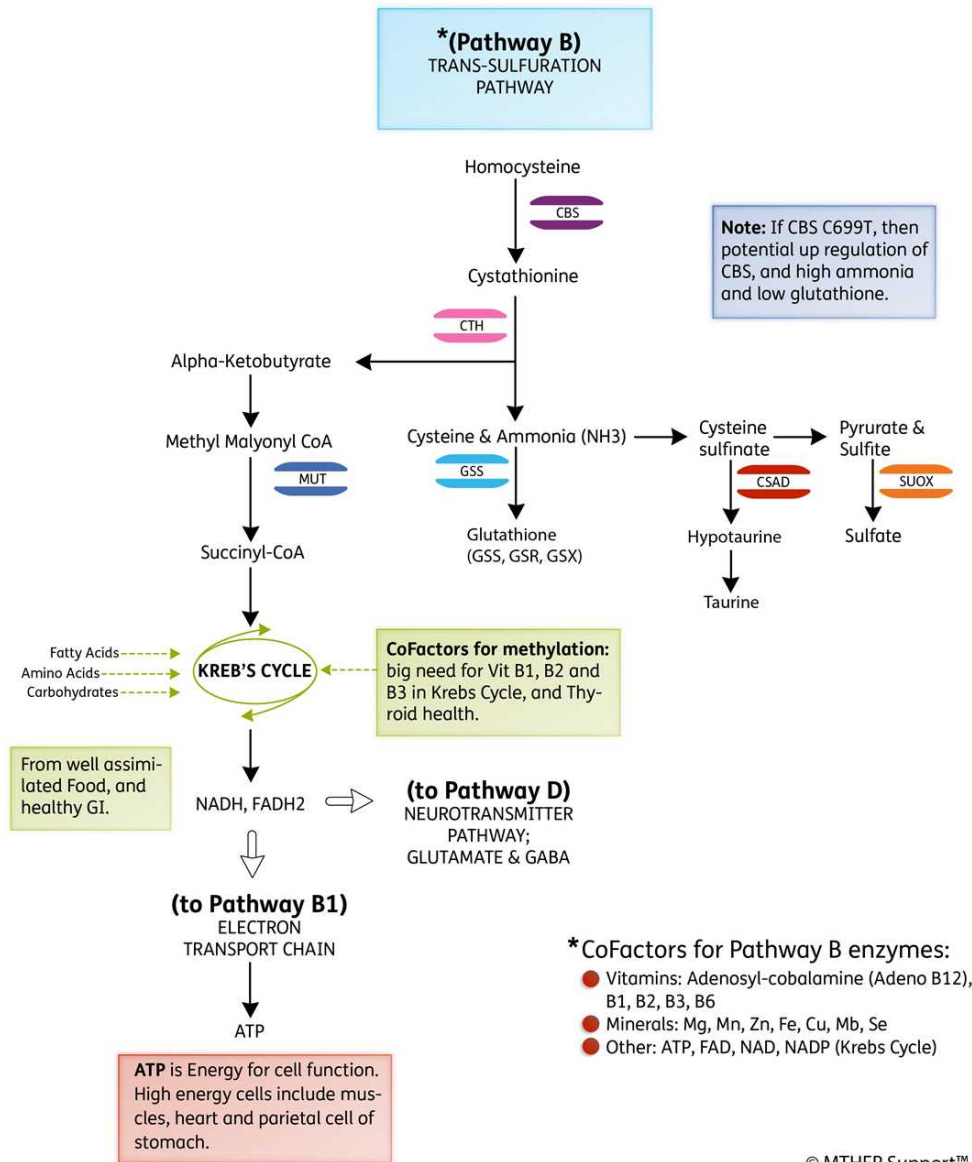 *(Pathway B)
TRANS-SULFURATION
PATHWAY
Homocysteine
CBS
Note: If CBS C699T, then
potential up regulation of
CBS, and high ammonia
and low glutathione.
Cystathionine
CTH
Alpha-Ketobutyrate
Methyl Malyonyl CoA
Cysteine & Ammonia (NH3)
Cysteine
sulfinate
Pyrurate &
Sulfite
MUT
GSS
CSAD
SUOX
Succinyl-CoA
Glutathione
(GSS, GSR, GSX)
Hypotaurine
Sulfate
Taurine
Fatty Acids
Amino Acids
Carbohydrates
KREB'S CYCLE
CoFactors for methylation:
big need for Vit B1, B2 and
B3 in Krebs Cycle, and Thy-
roid health.
From well assimi-
lated Food, and
healthy GI.
NADH, FADH2
(to Pathway D)
NEUROTRANSMITTER
PATHWAY;
GLUTAMATE & GABA
(to Pathway B1)
ELECTRON
TRANSPORT CHAIN
ATP
ATP is Energy for cell function.
High energy cells include mus-
cles, heart and parietal cell of
stomach.
*CoFactors for Pathway B enzymes:
Vitamins: Adenosyl-cobalamine (Adeno B12),
B1, B2, B3, B6
Minerals: Mg, Mn, Zn, Fe, Cu, Mb, Se
Other: ATP, FAD, NAD, NADP (Krebs Cycle)
© MTHFR Support™